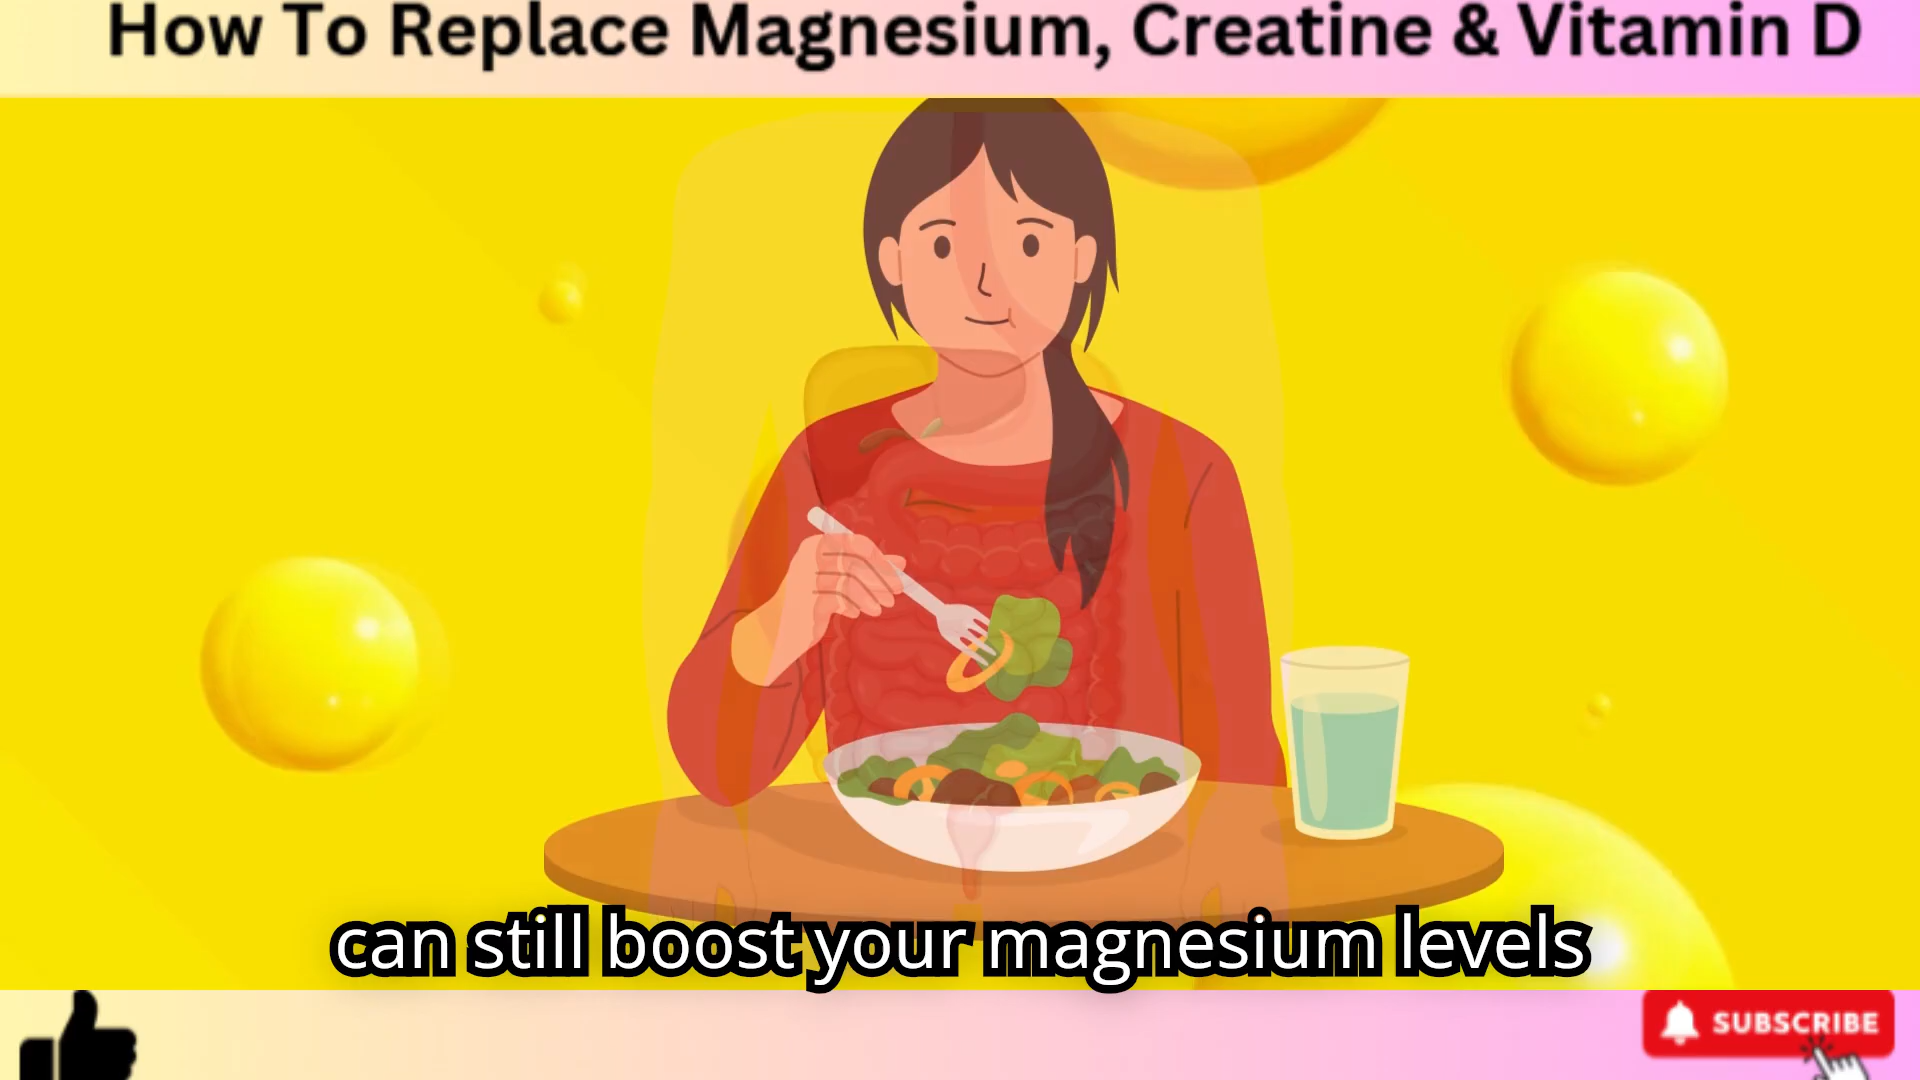 How To Replace Magnesium, Creatine & Vitamin D
can still boost your magnesium levels
SUBSCRIBE